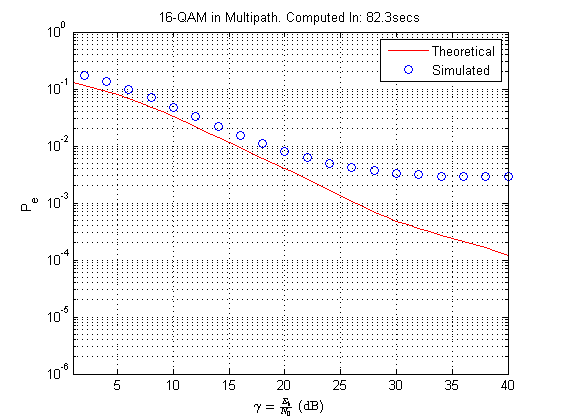 16-QAM in Multipath. Computed In: 82.3secs
Theoretical
Simulated
10^0
10^-1
10^-2
10^-3
10^-4
10^-5
10^-6
P_e
5 10 15 20 25 30 35 40
γ = E_b/N_0 (dB)